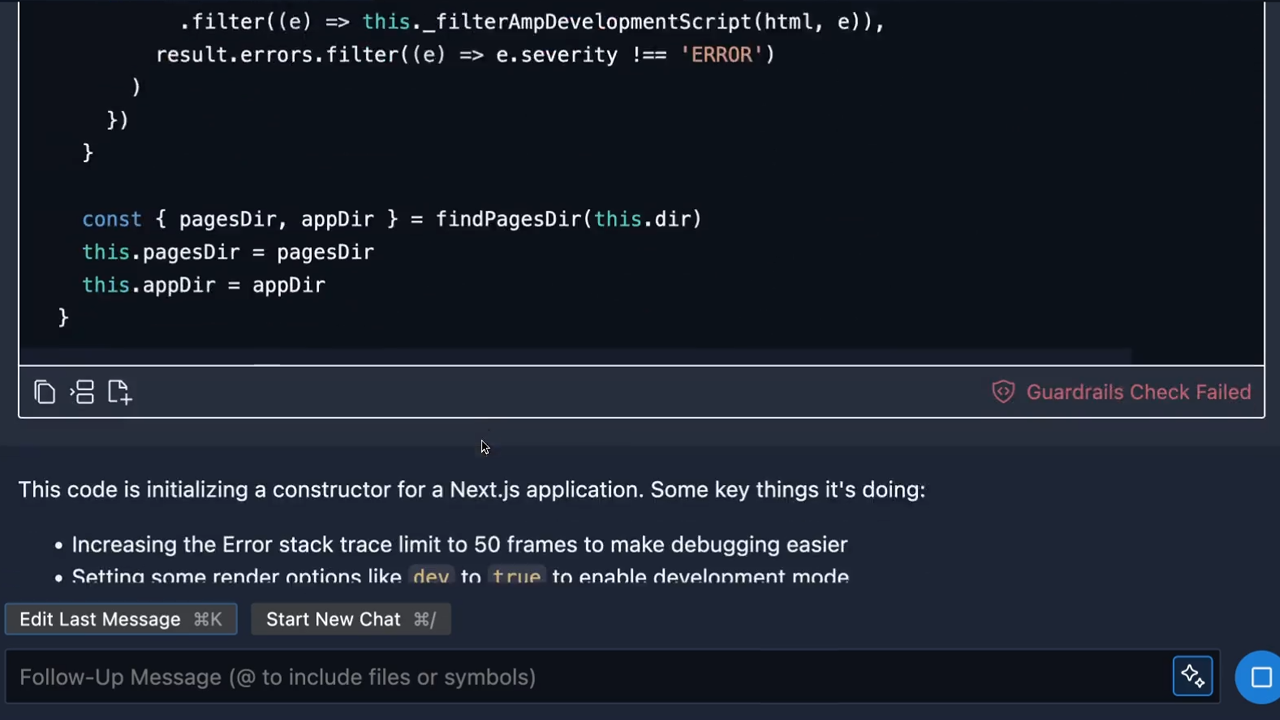 .filter((e) => this._filterAmpDevelopmentScript(html, e)),
result.errors.filter((e) => e.severity !== 'ERROR')
)
})
}
const { pagesDir, appDir } = findPagesDir(this.dir)
this.pagesDir = pagesDir
this.appDir = appDir
}
Guardrails Check Failed
This code is initializing a constructor for a Next.js application. Some key things it's doing:
• Increasing the Error stack trace limit to 50 frames to make debugging easier
• Setting some render options like dev to true to enable development mode
Edit Last Message ⌘K Start New Chat ⌘/
Follow-Up Message (@ to include files or symbols)